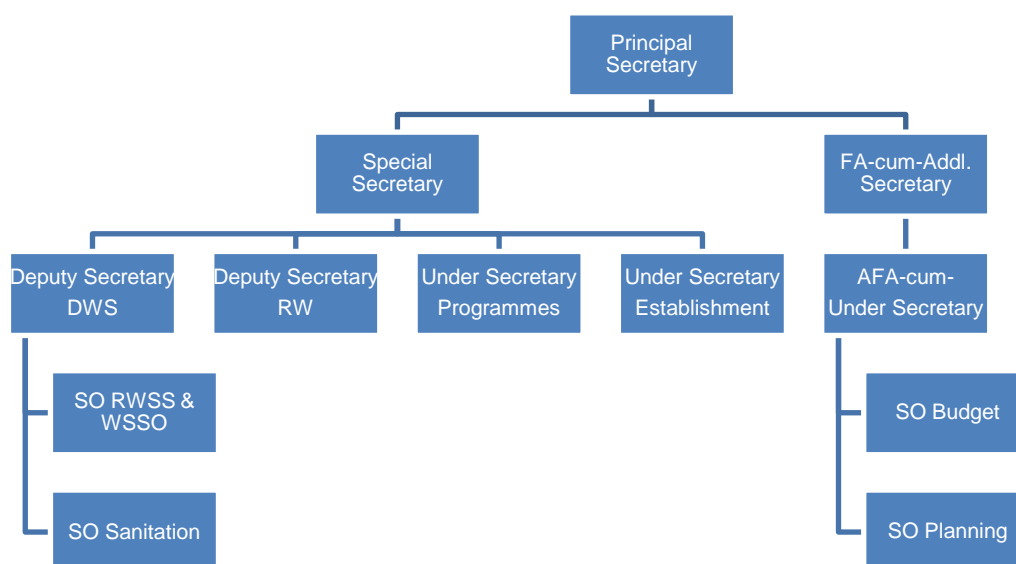 Principal
Secretary
Special
Secretary
FA-cum-Addl.
Secretary
Deputy Secretary
DWS
Deputy Secretary
RW
Under Secretary
Programmes
Under Secretary
Establishment
AFA-cum-
Under Secretary
SO RWSS &
WSSO
SO Budget
SO Sanitation
SO Planning